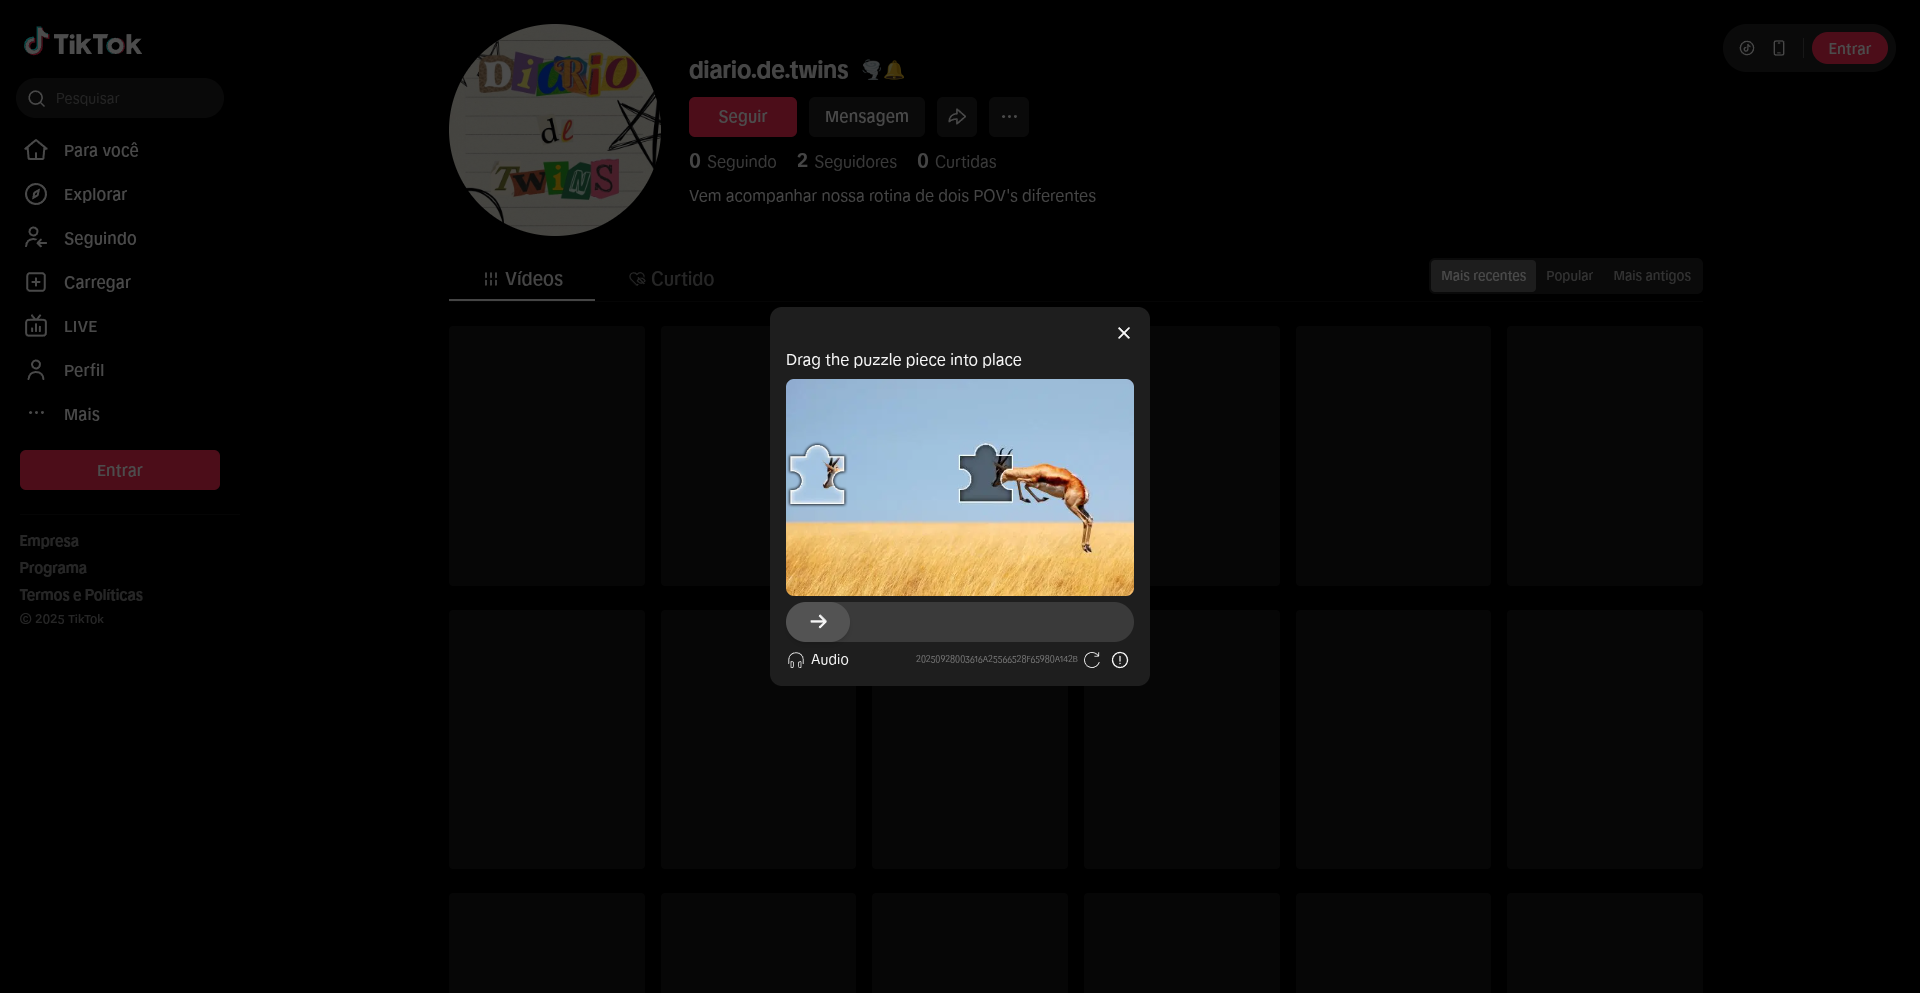 TikTok
Pesquisar
Para você
Explorar
Seguindo
Carregar
LIVE
Perfil
Mais
Entrar
Empresa
Programa
Termos e Políticas
© 2025 TikTok
DiARiO
de
TWiNS
diario.de.twins 🌪️🔔
Seguir
Mensagem
0 Seguindo 2 Seguidores 0 Curtidas
Vem acompanhar nossa rotina de dois POV's diferentes
Entrar
Vídeos
Curtido
Mais recentes
Popular
Mais antigos
Drag the puzzle piece into place
Audio
20250928003616A25566528F65980A142B